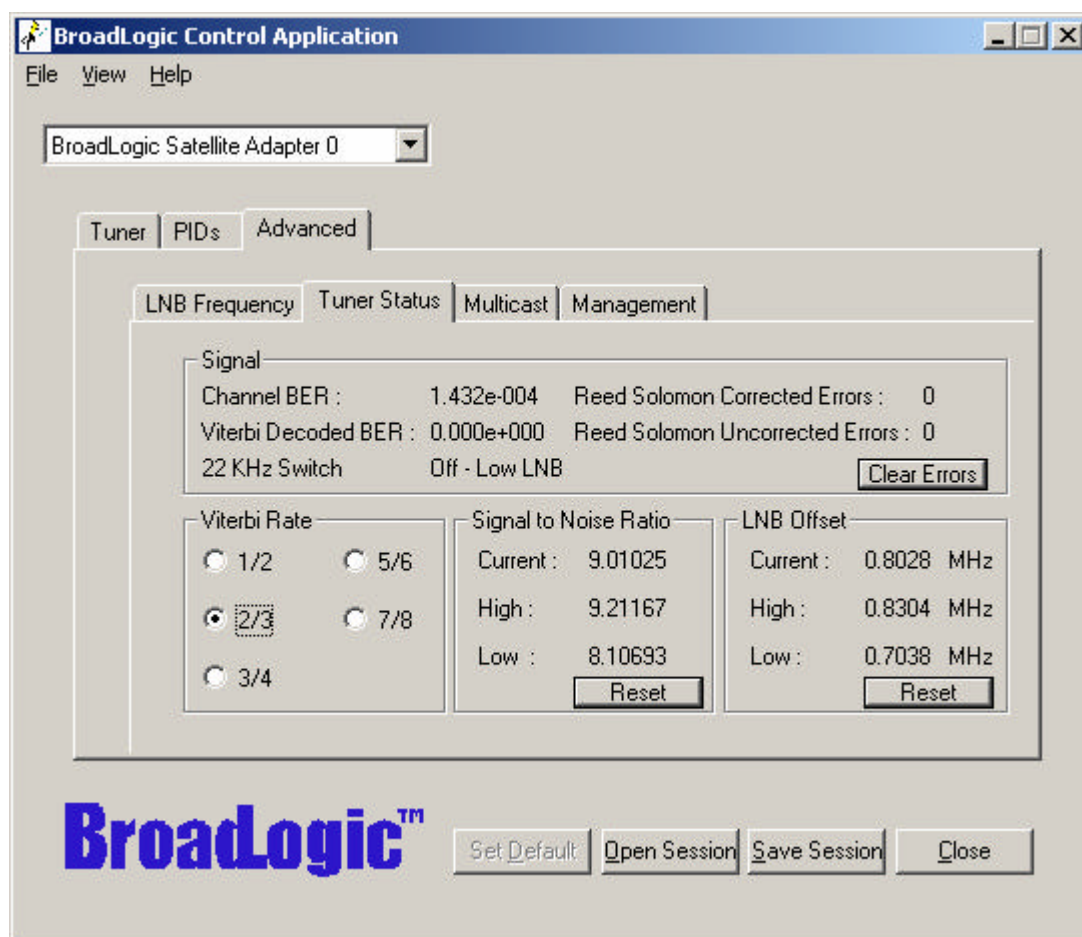 BroadLogic Control Application
File View Help
BroadLogic Satellite Adapter 0
Tuner PIDs Advanced
LNB Frequency Tuner Status Multicast Management
Signal
Channel BER : 1.432e-004 Reed Solomon Corrected Errors : 0
Viterbi Decoded BER : 0.000e+000 Reed Solomon Uncorrected Errors : 0
22 KHz Switch Off - Low LNB Clear Errors
Viterbi Rate Signal to Noise Ratio LNB Offset
1/2 5/6 Current : 9.01025 Current : 0.8028 MHz
2/3 7/8 High : 9.21167 High : 0.8304 MHz
3/4 Low : 8.10693 Low : 0.7038 MHz
Reset Reset
BroadLogic™ Set Default Open Session Save Session Close